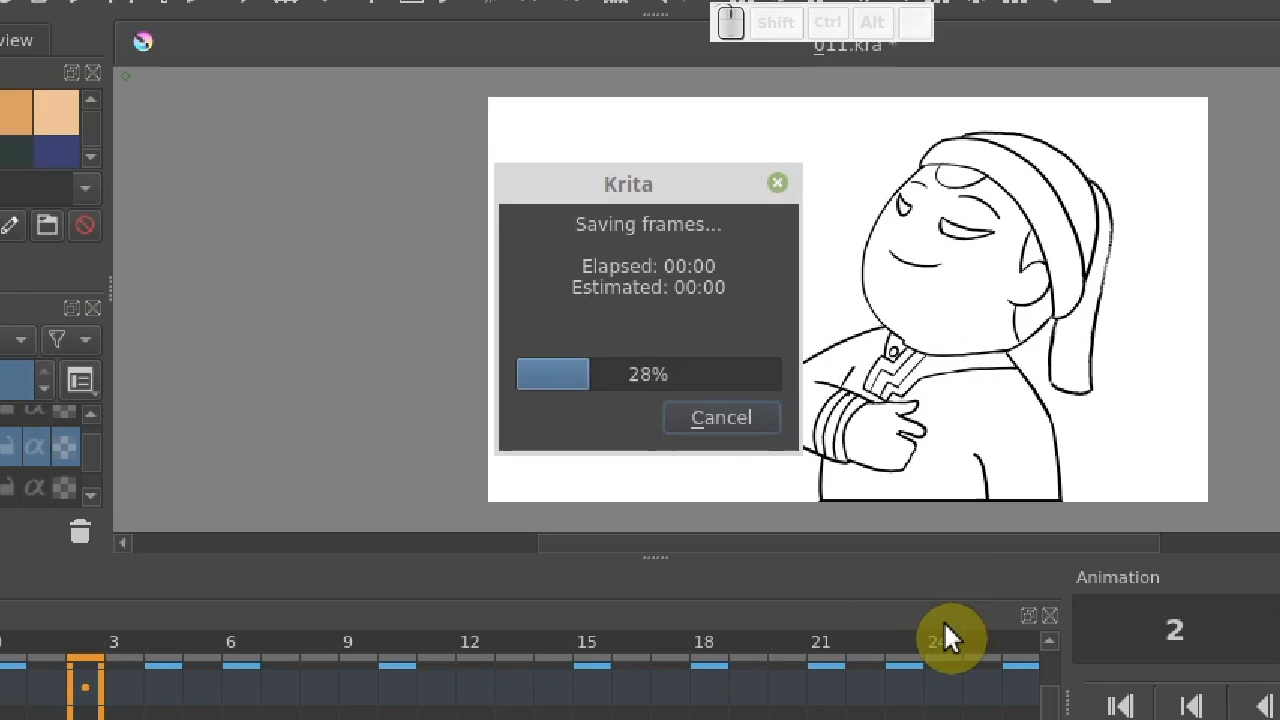 Shift Ctrl Alt
view
011.kra *
Krita
Saving frames...
Elapsed: 00:00
Estimated: 00:00
28%
Cancel
Animation
3 6 9 12 15 18 21
2